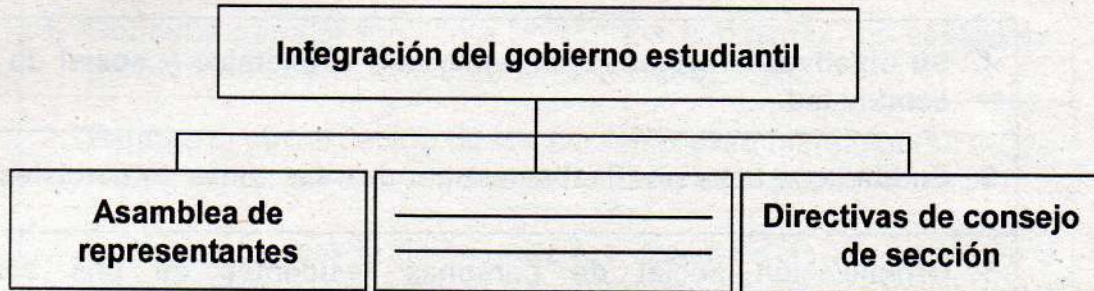 Integración del gobierno estudiantil
Asamblea de
representantes
Directivas de consejo
de sección